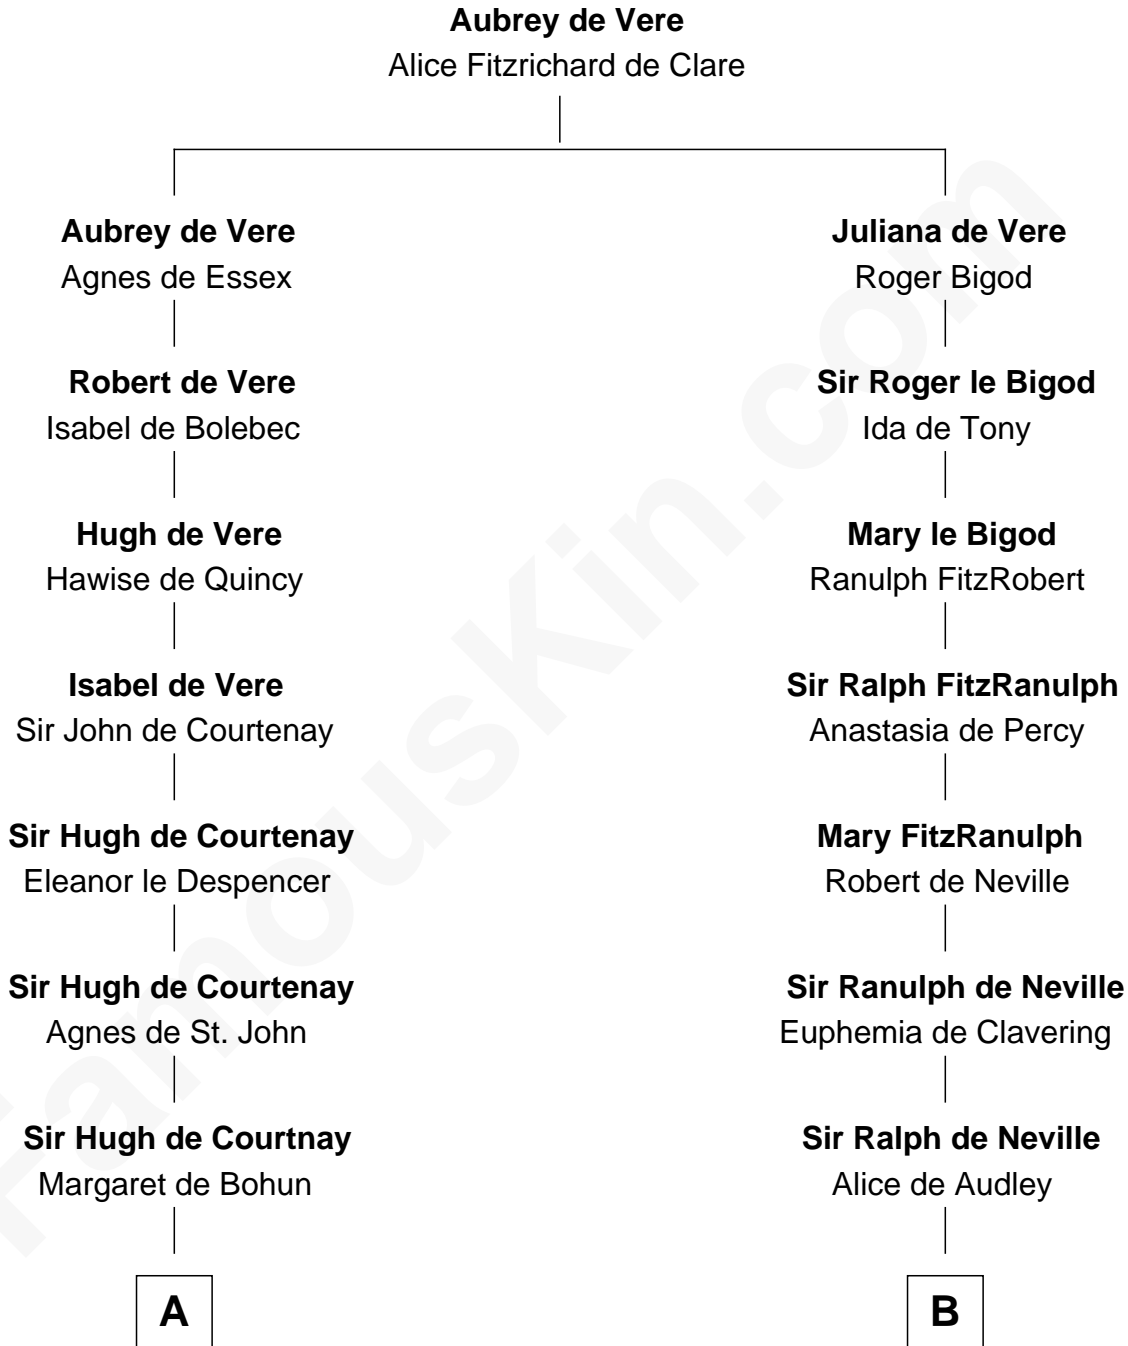 Aubrey de Vere
Alice Fitzrichard de Clare
Aubrey de Vere
Agnes de Essex
Juliana de Vere
Roger Bigod
Robert de Vere
Isabel de Bolebec
Sir Roger le Bigod
Ida de Tony
Hugh de Vere
Hawise de Quincy
Mary le Bigod
Ranulph FitzRobert
Isabel de Vere
Sir John de Courtenay
Sir Ralph FitzRanulph
Anastasia de Percy
Sir Hugh de Courtenay
Eleanor le Despencer
Mary FitzRanulph
Robert de Neville
Sir Hugh de Courtenay
Agnes de St. John
Sir Ranulph de Neville
Euphemia de Clavering
Sir Hugh de Courtnay
Margaret de Bohun
Sir Ralph de Neville
Alice de Audley
A
B
FamousKin.com